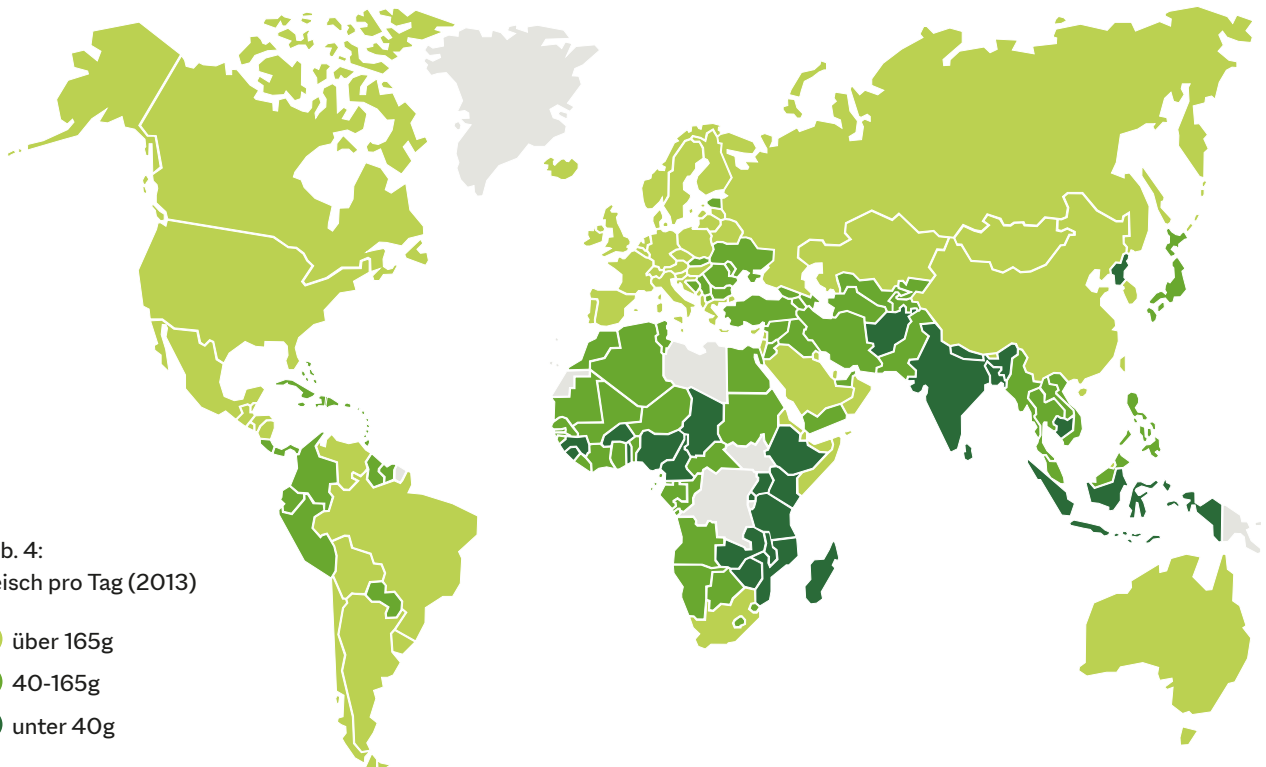 b. 4:
eisch pro Tag (2013)
über 165g
40-165g
unter 40g